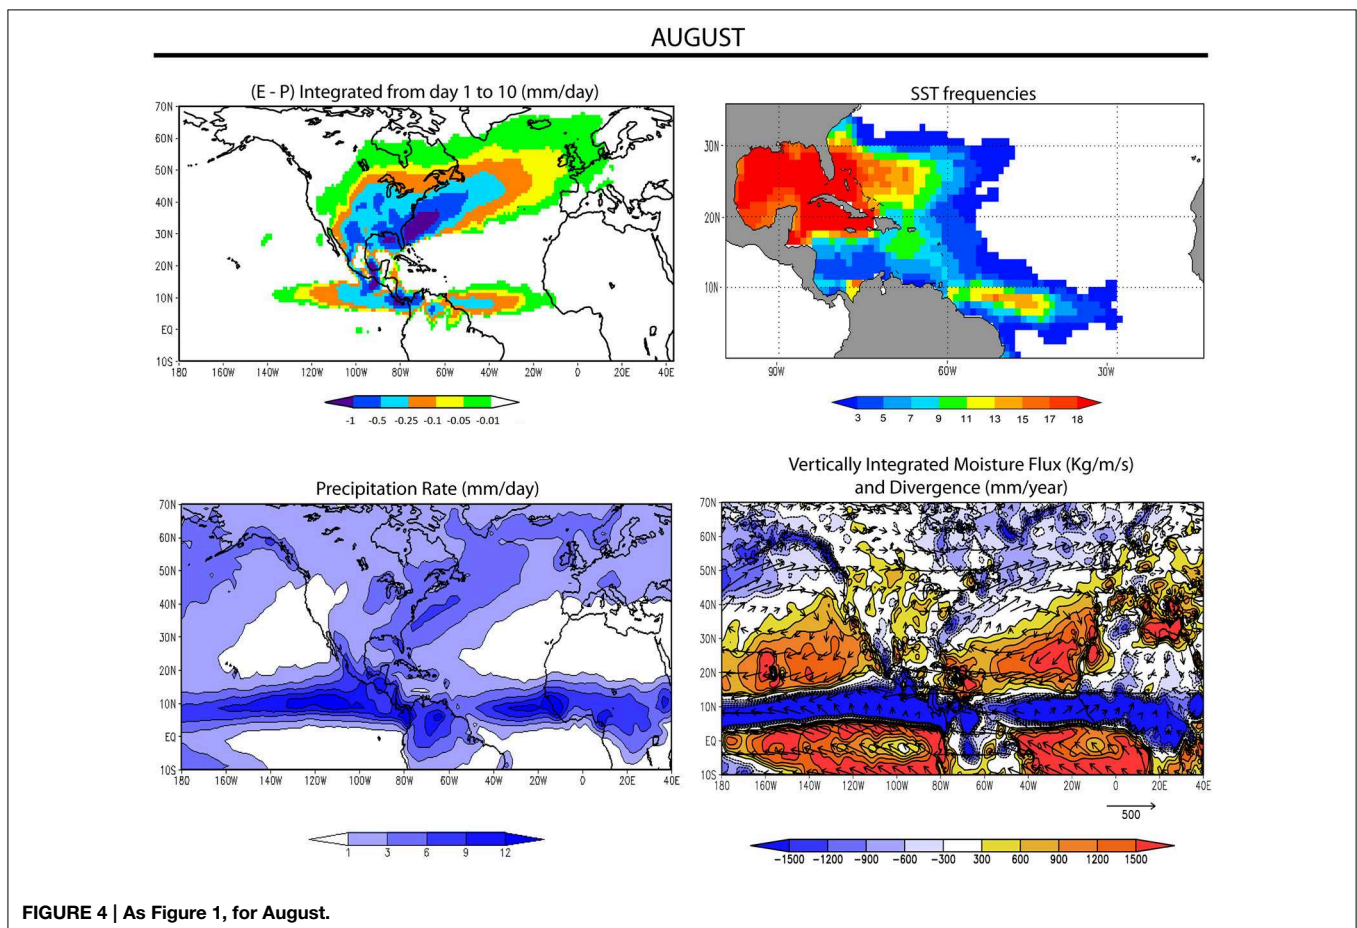 AUGUST
(E - P) Integrated from day 1 to 10 (mm/day)
70N
60N
50N
40N
30N
20N
10N
EQ
10S
180 160W 140W 120W 100W 80W 60W 40W 20W 0 20E 40E
-1 -0.5 -0.25 -0.1 -0.05 -0.01
SST frequencies
30N
20N
10N
90W 60W 30W
3 5 7 9 11 13 15 17 18
Precipitation Rate (mm/day)
70N
60N
50N
40N
30N
20N
10N
EQ
10S
180 160W 140W 120W 100W 80W 60W 40W 20W 0 20E 40E
1 3 6 9 12
Vertically Integrated Moisture Flux (Kg/m/s)
and Divergence (mm/year)
70N
60N
50N
40N
30N
20N
10N
EQ
10S
180 160W 140W 120W 100W 80W 60W 40W 20W 0 20E 40E
500
-1500 -1200 -900 -600 -300 300 600 900 1200 1500
FIGURE 4 | As Figure 1, for August.